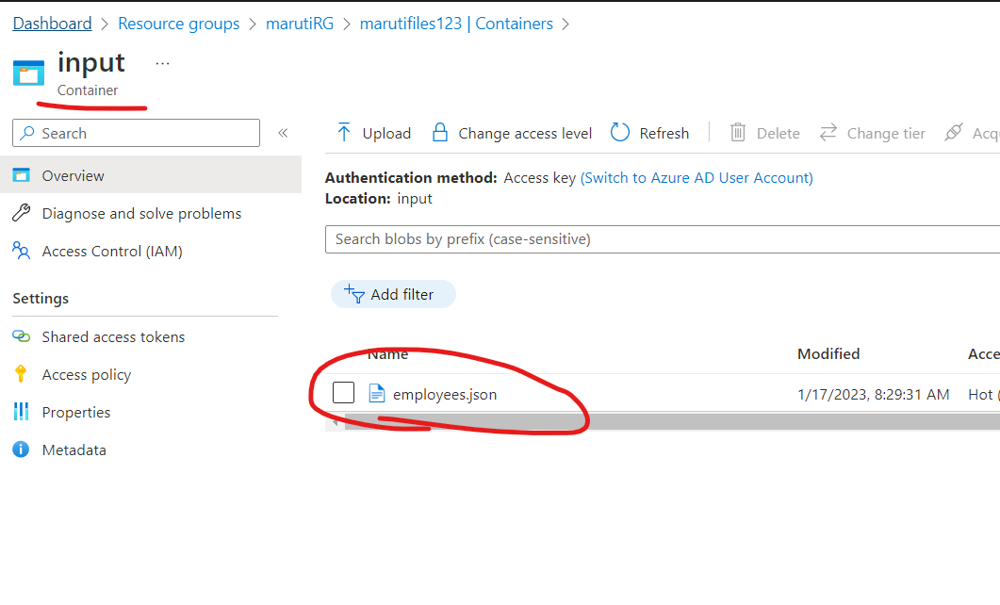 Dashboard > Resource groups > marutiRG > marutifiles123 | Containers >
input ...
Container
Search «
Overview
Diagnose and solve problems
Access Control (IAM)
Settings
Shared access tokens
Access policy
Properties
Metadata
Upload Change access level Refresh Delete Change tier Acqu
Authentication method: Access key (Switch to Azure AD User Account)
Location: input
Search blobs by prefix (case-sensitive)
Add filter
Name Modified Acce
employees.json 1/17/2023, 8:29:31 AM Hot (